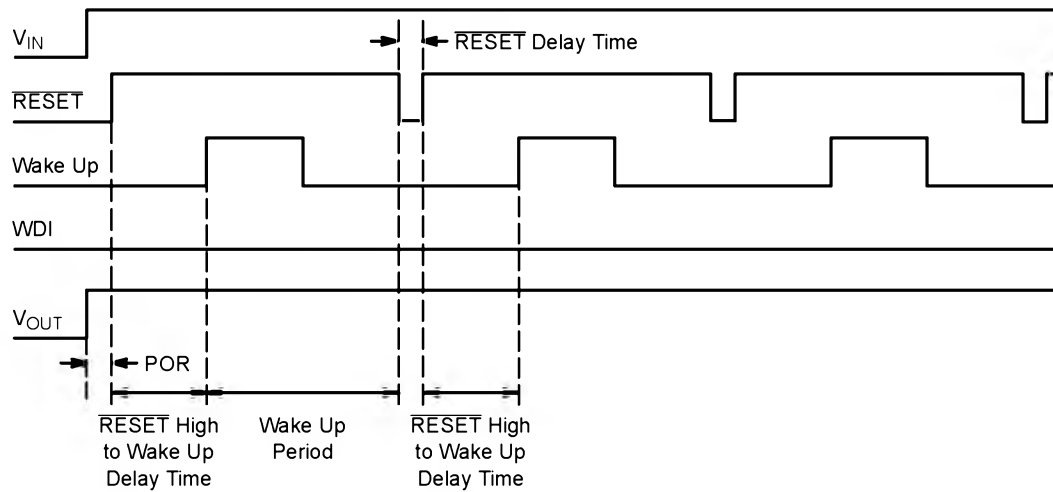 VIN
RESET Delay Time
RESET
Wake Up
WDI
VOUT
POR
RESET High
to Wake Up
Delay Time
Wake Up
Period
RESET High
to Wake Up
Delay Time